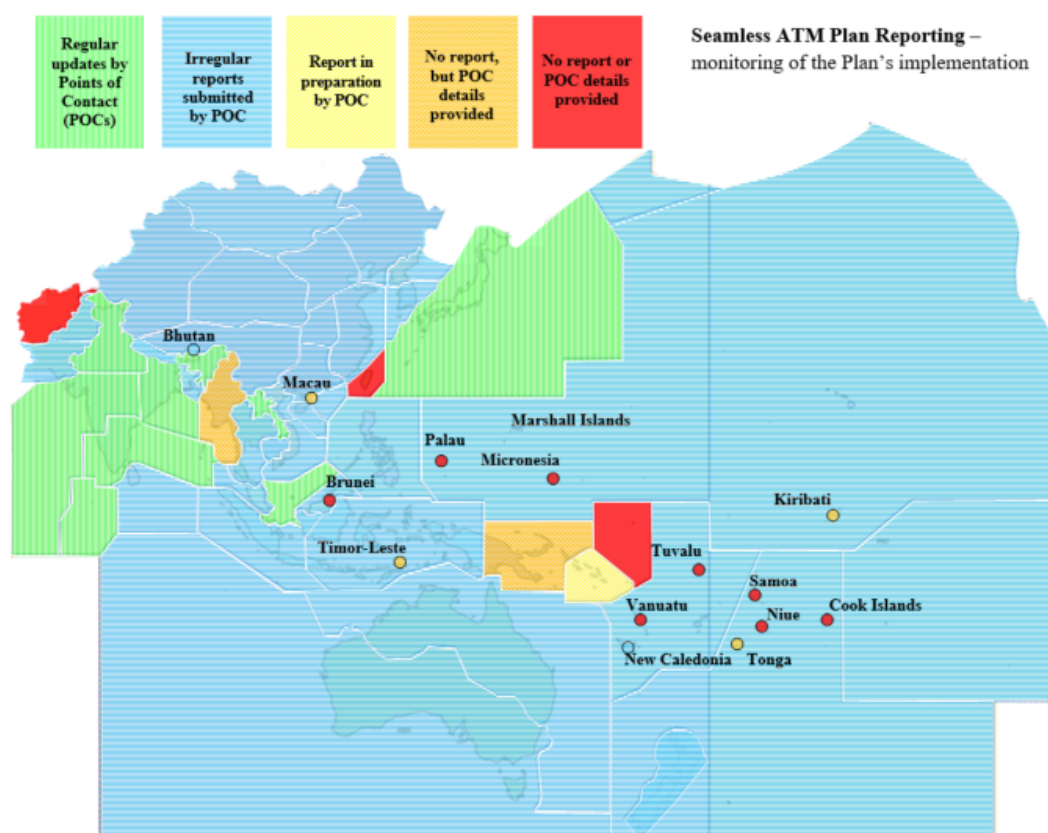 Regular
updates by
Points of
Contact
(POCs)
Irregular
reports
submitted
by POC
Report in
preparation
by POC
No report,
but POC
details
provided
No report or
POC details
provided
Seamless ATM Plan Reporting –
monitoring of the Plan's implementation
Bhutan
Macau
Marshall Islands
Palau
Micronesia
Brunei
Kiribati
Timor-Leste
Tuvalu
Samoa
Vanuatu
Niue
Cook Islands
New Caledonia
Tonga